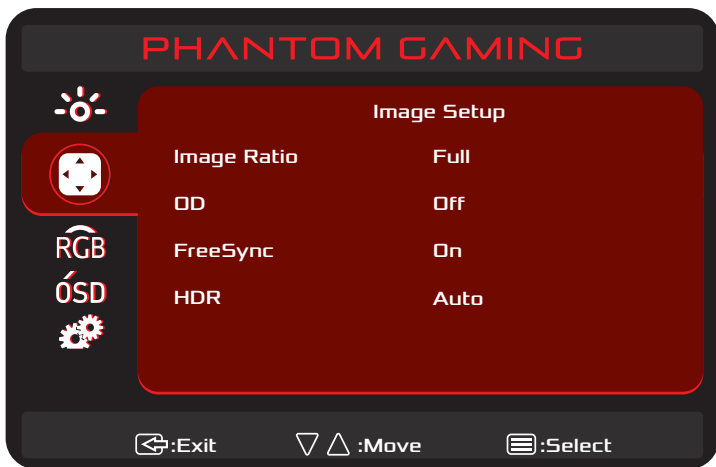 PHANTOM GAMING
Image Setup
Image Ratio Full
OD Off
FreeSync On
RGB
HDR Auto
OSD
:Exit :Move :Select